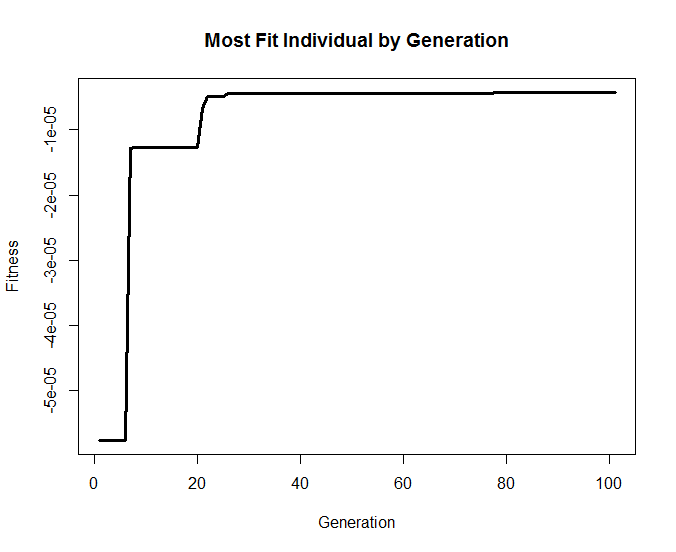 Most Fit Individual by Generation
Fitness
-1e-05
-2e-05
-3e-05
-4e-05
-5e-05
0 20 40 60 80 100
Generation